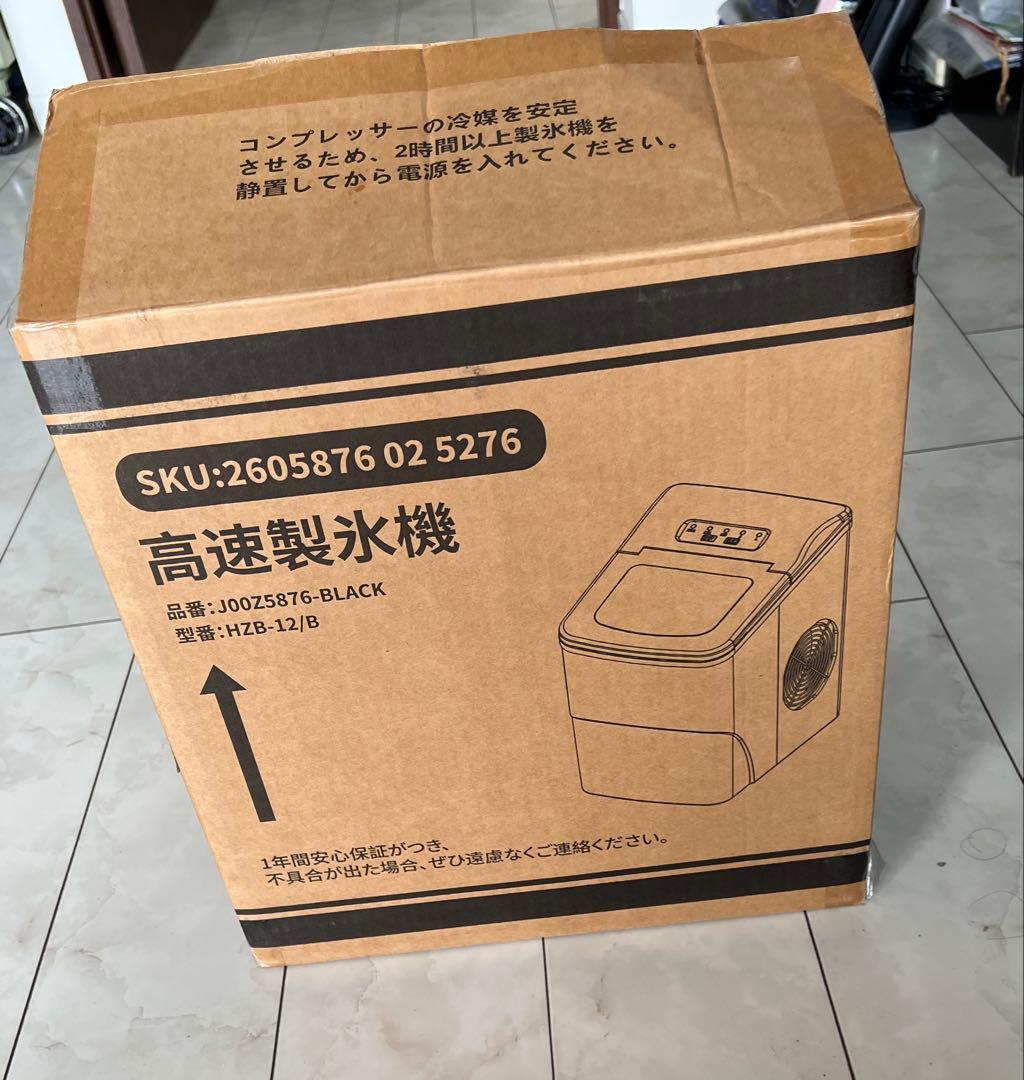 コンプレッサーの冷媒を安定
させるため、2時間以上製氷機を
静置してから電源を入れてください。
SKU:2605876 02 5276
高速製氷機
品番:J00Z5876-BLACK
型番:HZB-12/B
1年間安心保証がつき、
不具合が出た場合、ぜひ遠慮なくご連絡ください。